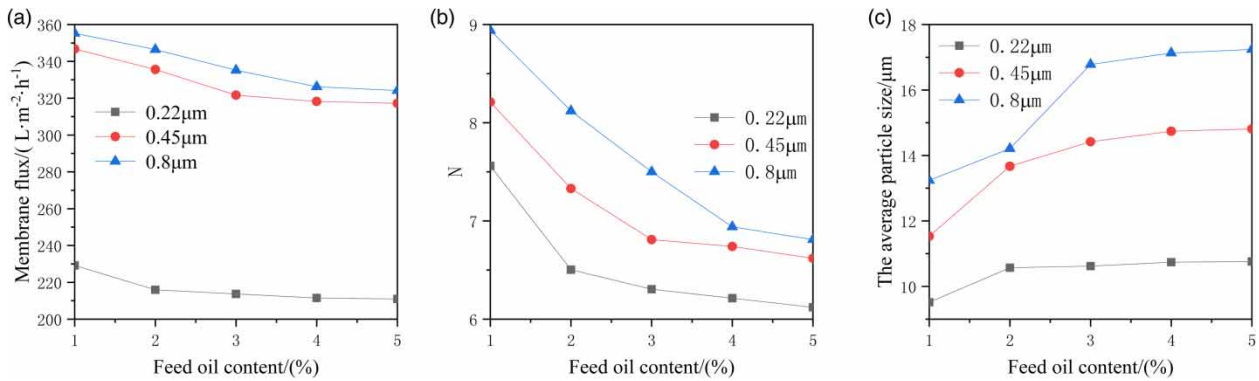 (a)
360
340
320
300
230
220
210
200
Membrane flux/( L·m⁻²·h⁻¹)
0.22μm
0.45μm
0.8μm
1 2 3 4 5
Feed oil content/(%)
(b)
9
8
7
6
5
N
0.22μm
0.45μm
0.8μm
1 2 3 4 5
Feed oil content/(%)
(c)
18
16
14
12
10
The average particle size/μm
0.22μm
0.45μm
0.8μm
1 2 3 4 5
Feed oil content/(%)